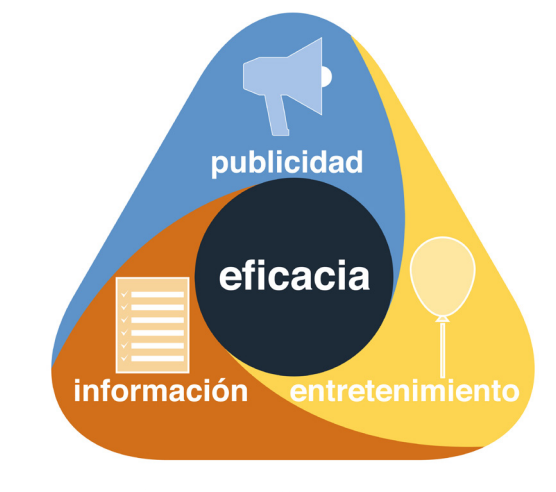 publicidad
eficacia
información
entretenimiento